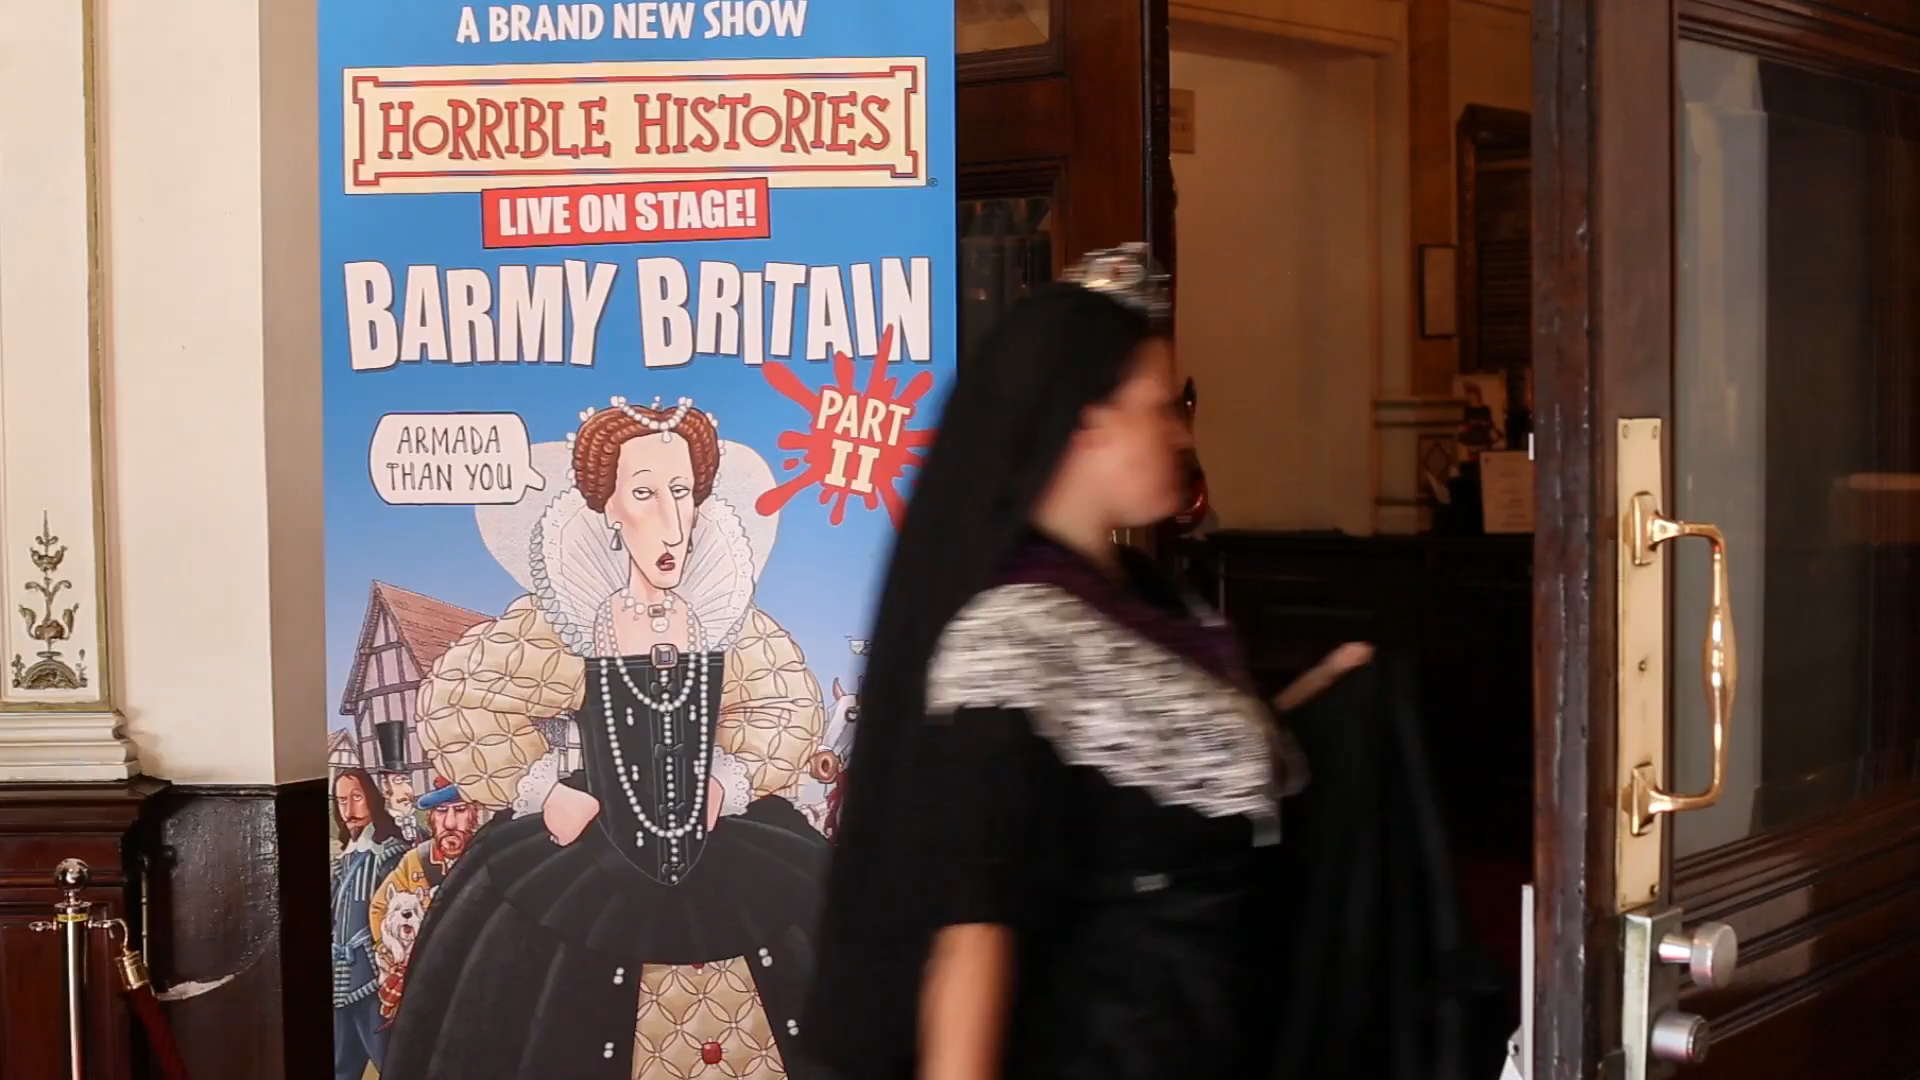 A BRAND NEW SHOW
HORRIBLE HISTORIES
LIVE ON STAGE!
BARMY BRITAIN
PART
II
ARMADA
THAN YOU